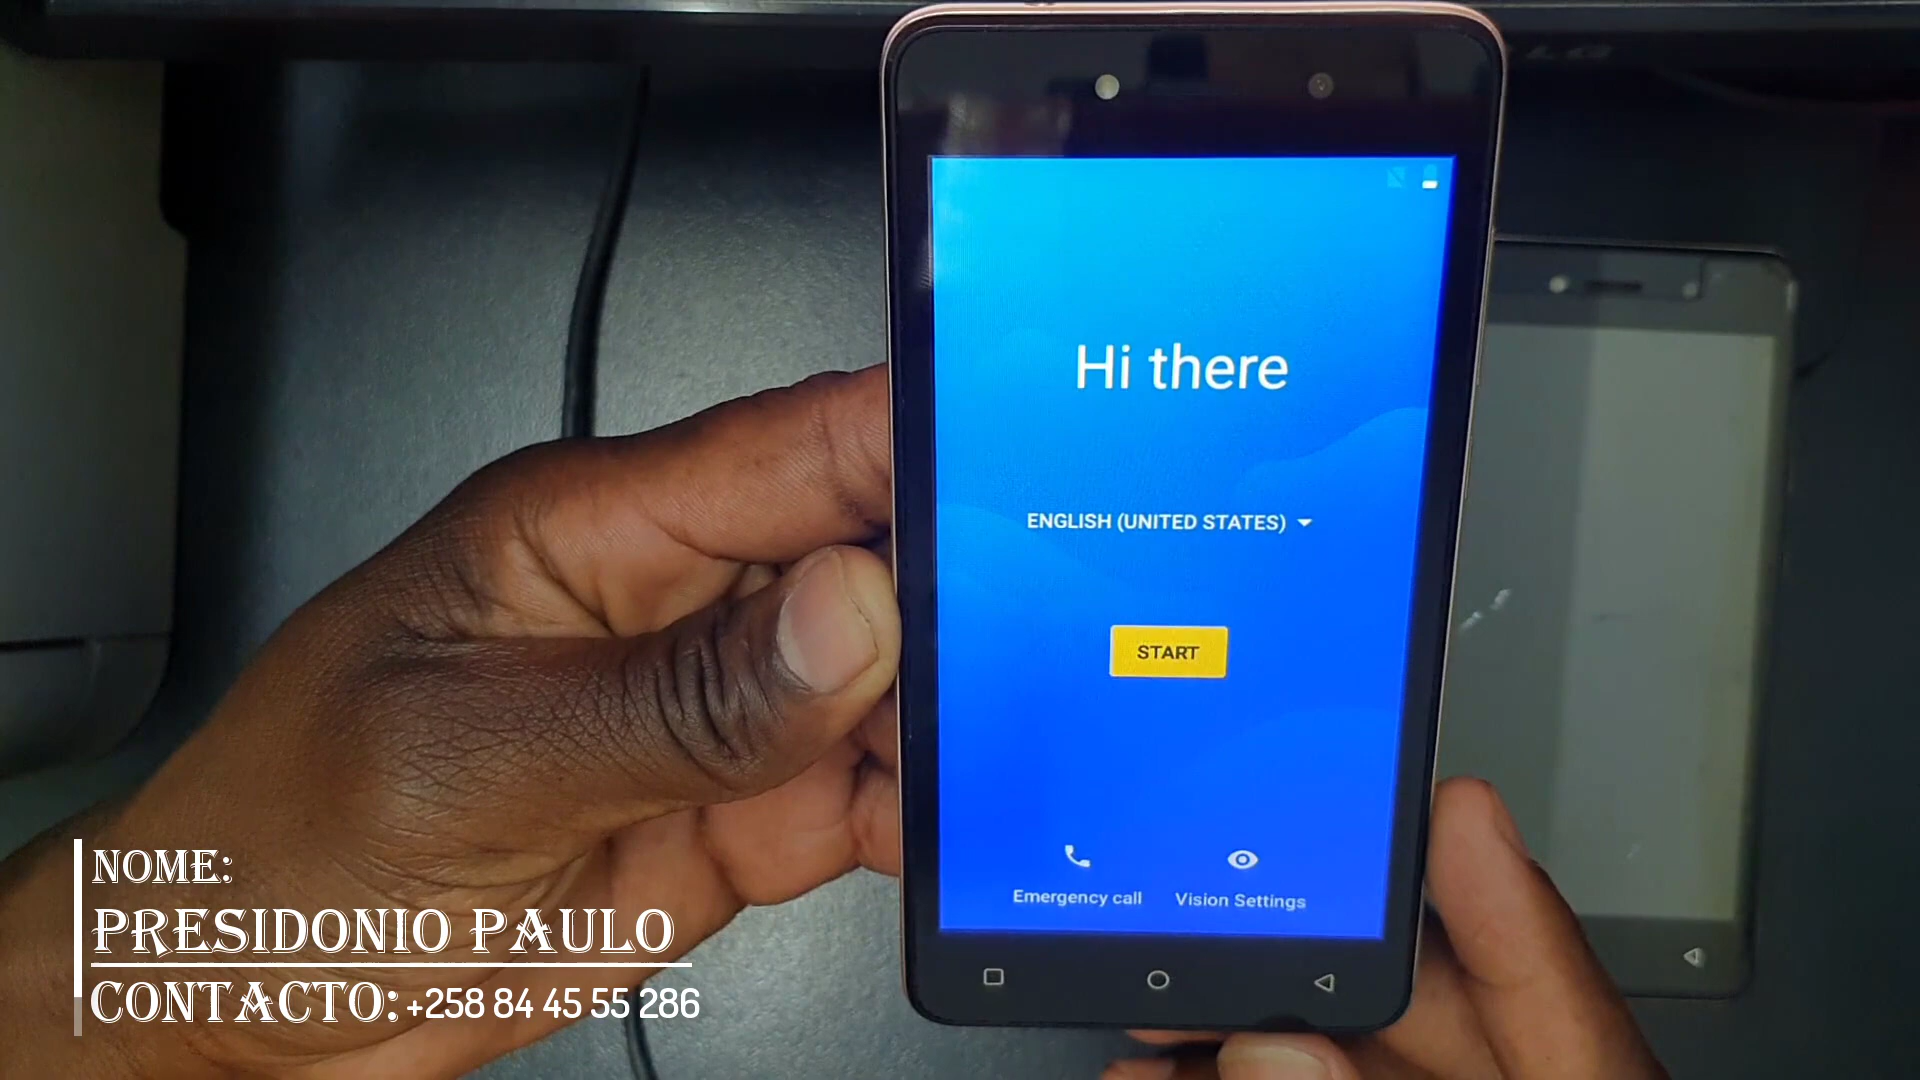 Hi there
ENGLISH (UNITED STATES)
START
Emergency call
Vision Settings
NOME:
PRESIDONIO PAULO
CONTACTO: +258 84 45 55 286